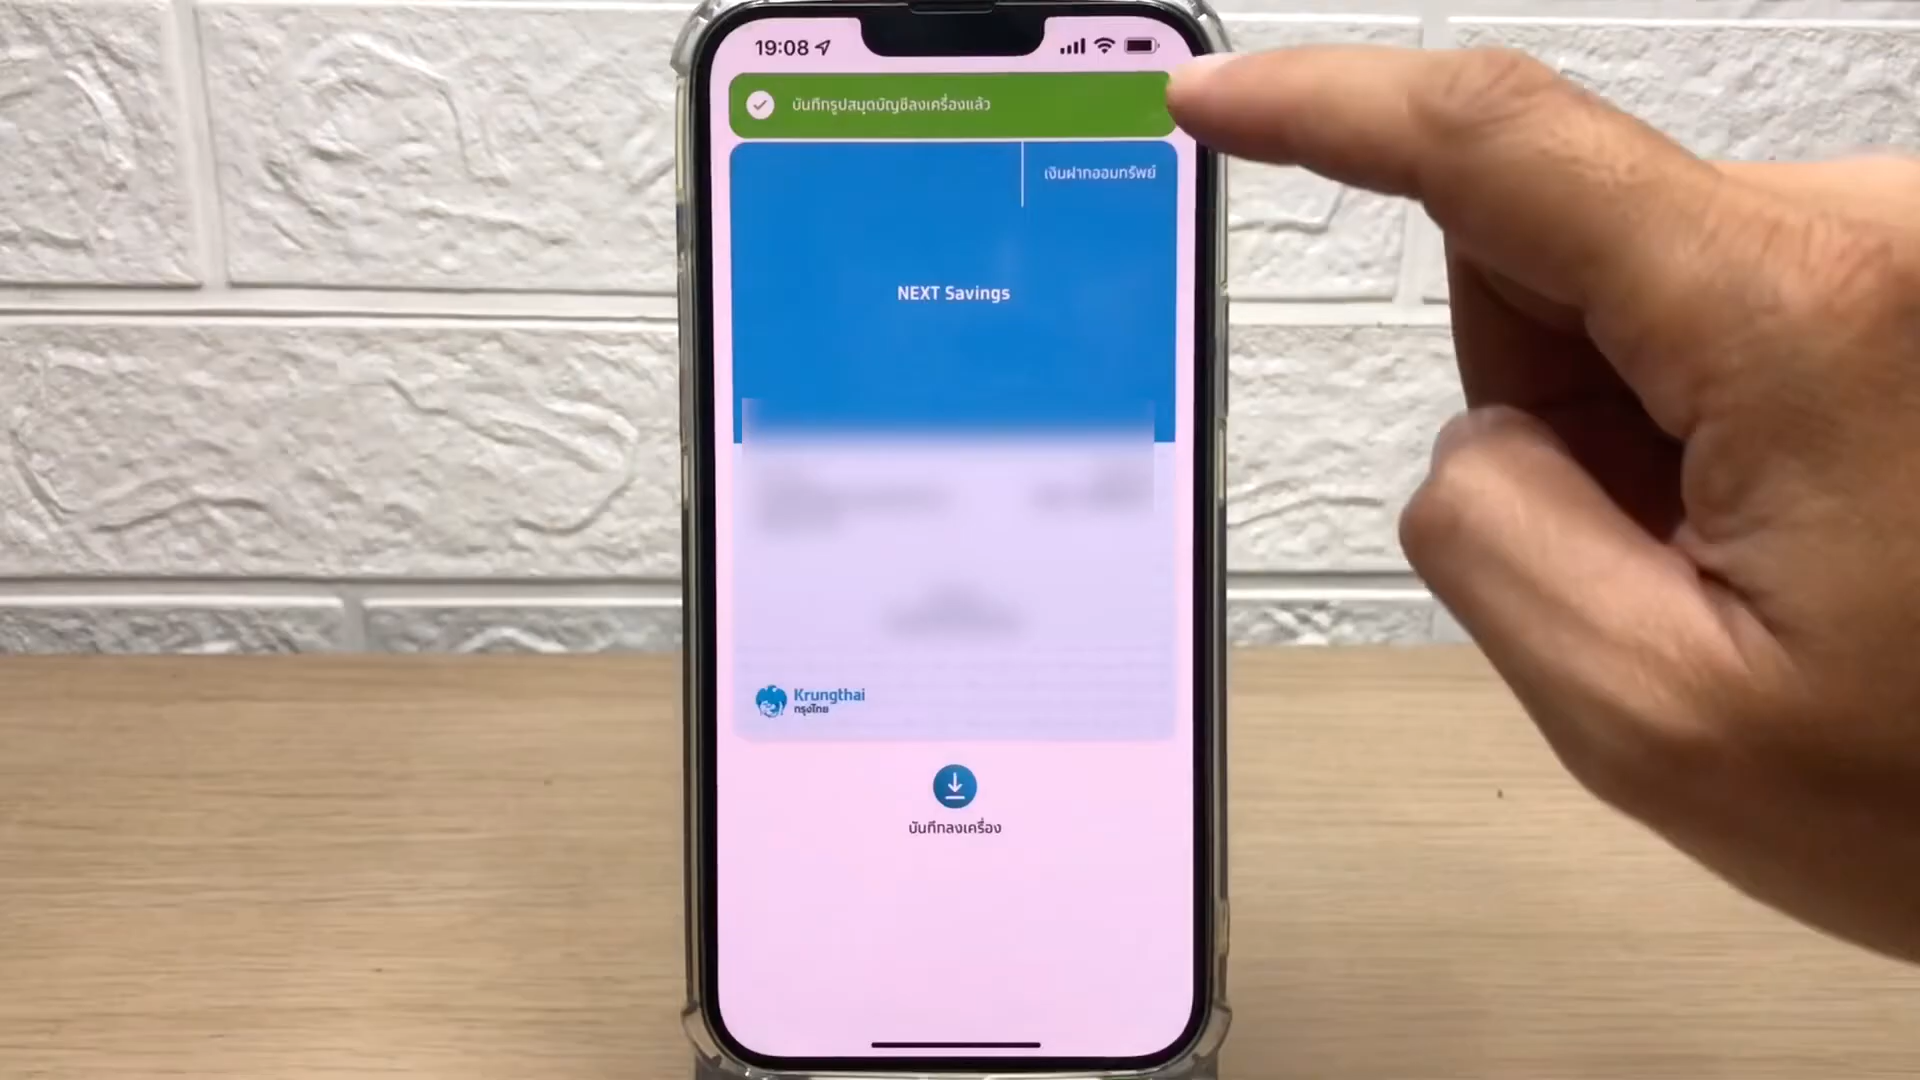 19:08
บันทึกรูปสมุดบัญชีลงเครื่องแล้ว
เงินฝากออมทรัพย์
NEXT Savings
Krungthai
กรุงไทย
บันทึกลงเครื่อง